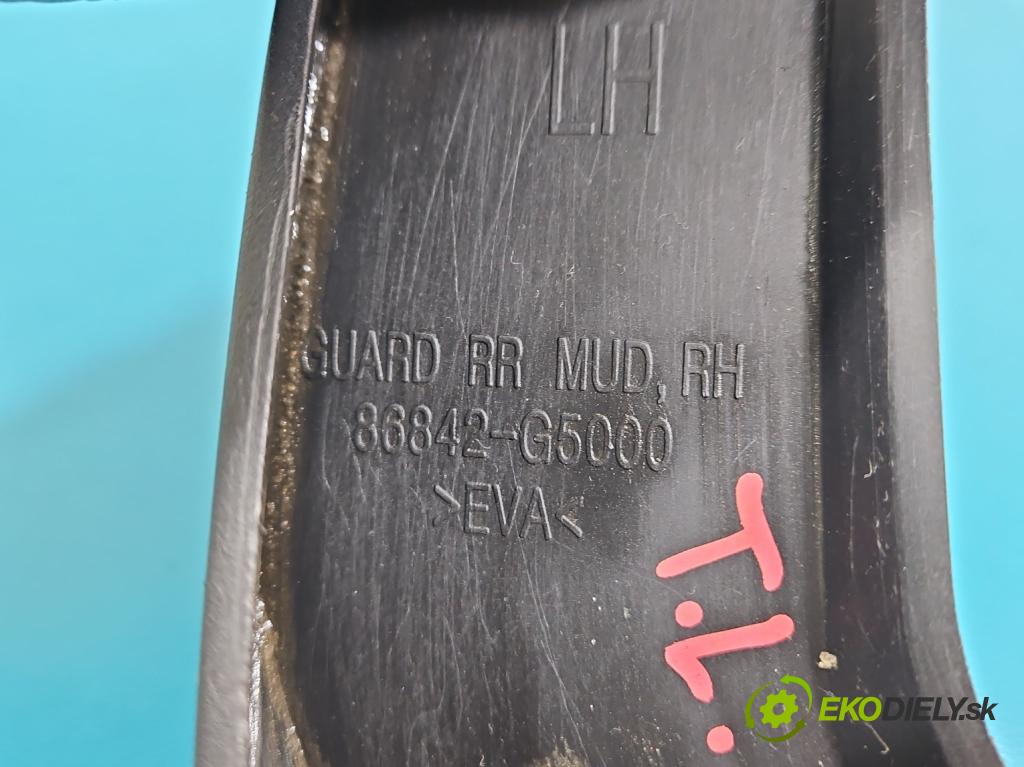 LH
GUARD RR MUD, RH
86842-G5000
>EVA<
T.L.
EKODIELY.sk